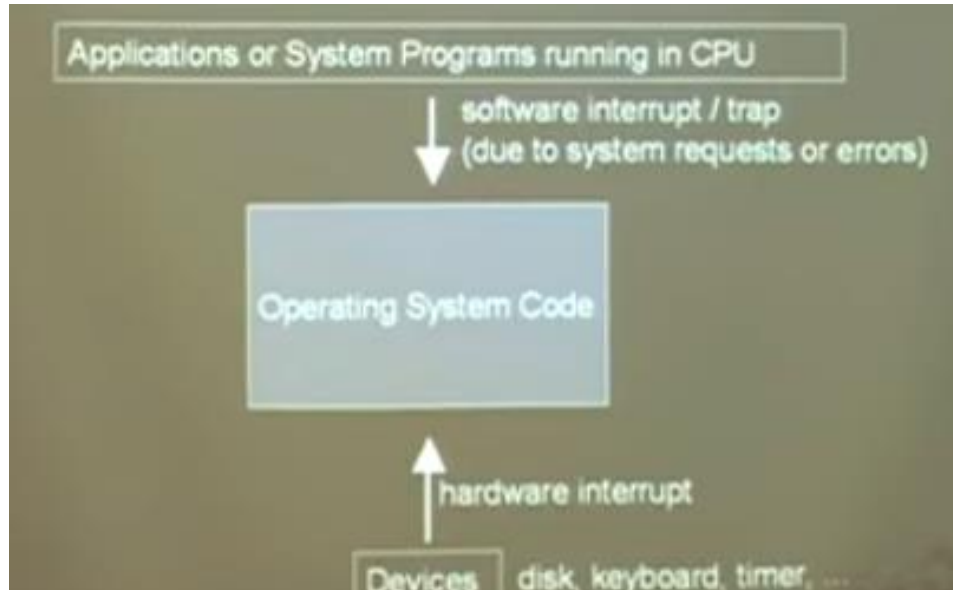 Applications or System Programs running in CPU
software interrupt / trap
(due to system requests or errors)
Operating System Code
hardware interrupt
Devices disk, keyboard, timer, ...